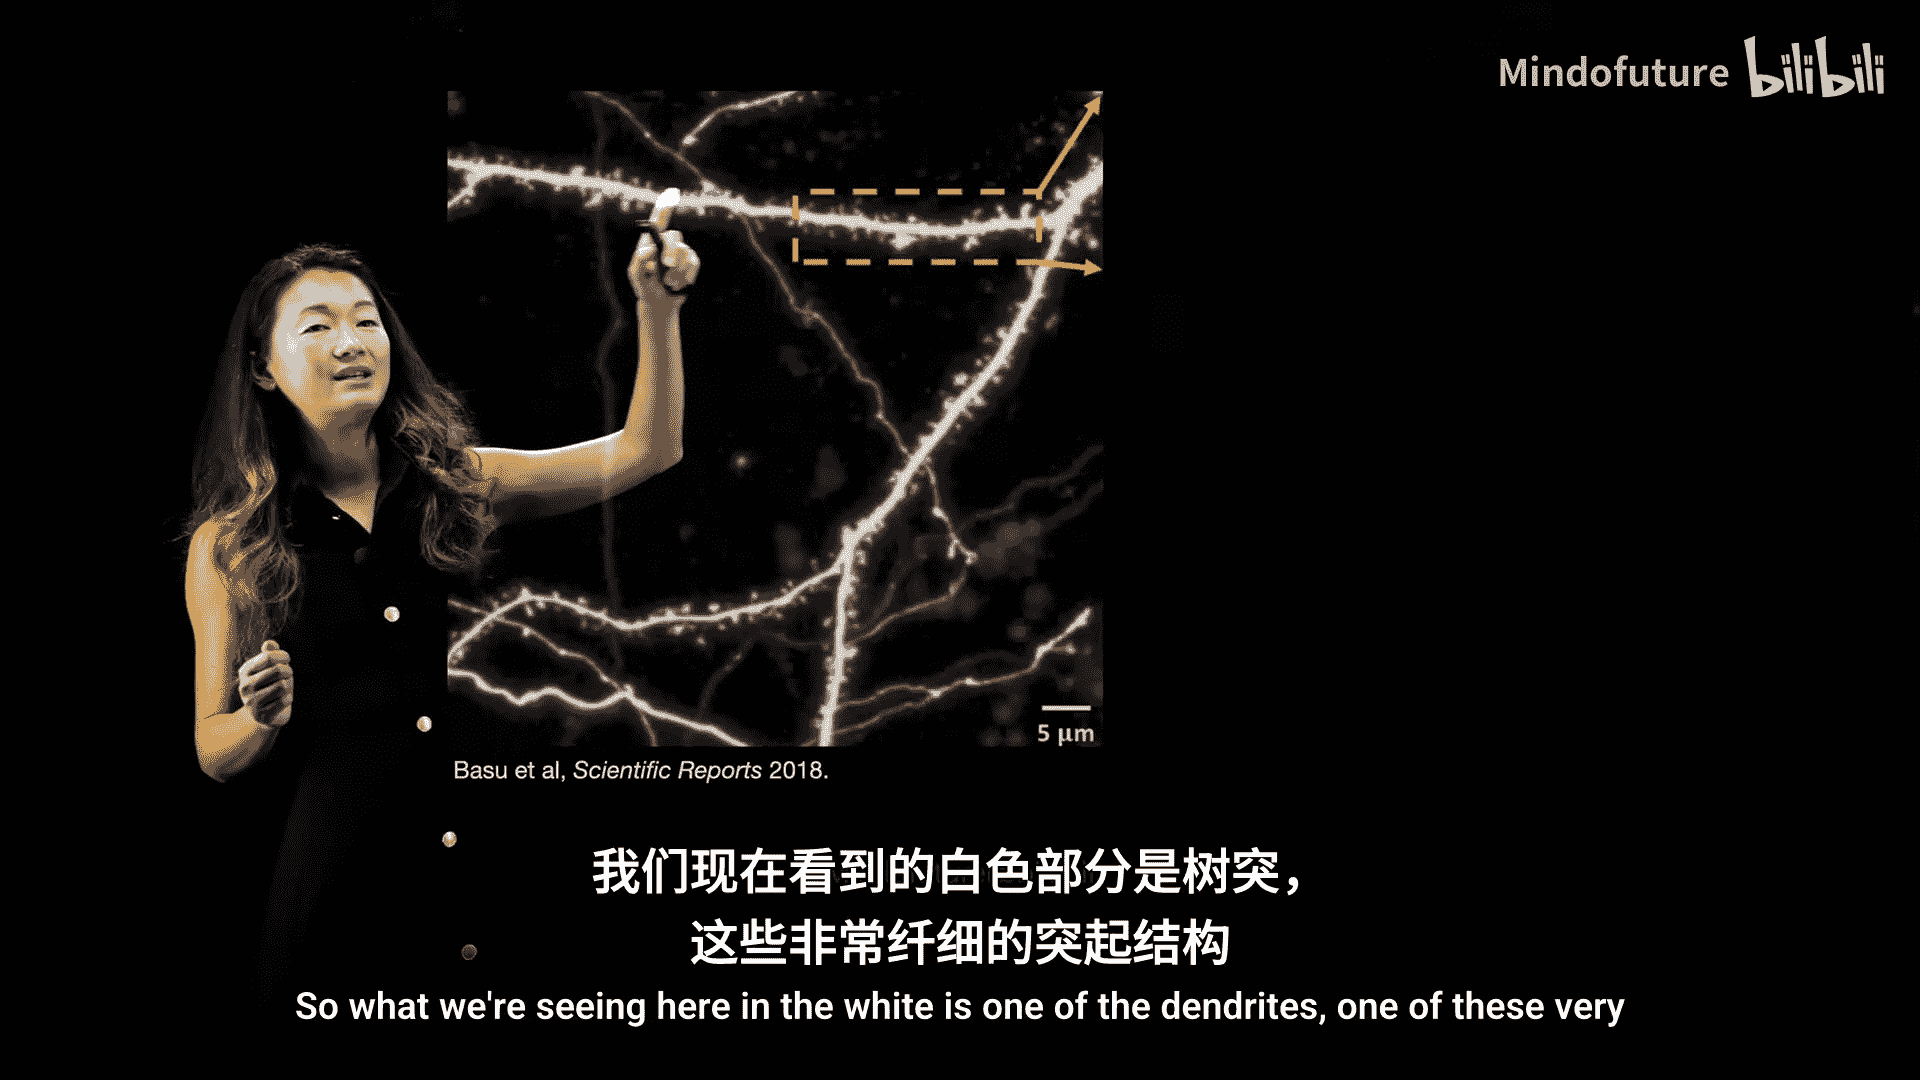 Mindofuture bilibili
5 μm
Basu et al, Scientific Reports 2018.
我们现在看到的白色部分是树突，
这些非常纤细的突起结构
So what we're seeing here in the white is one of the dendrites, one of these very